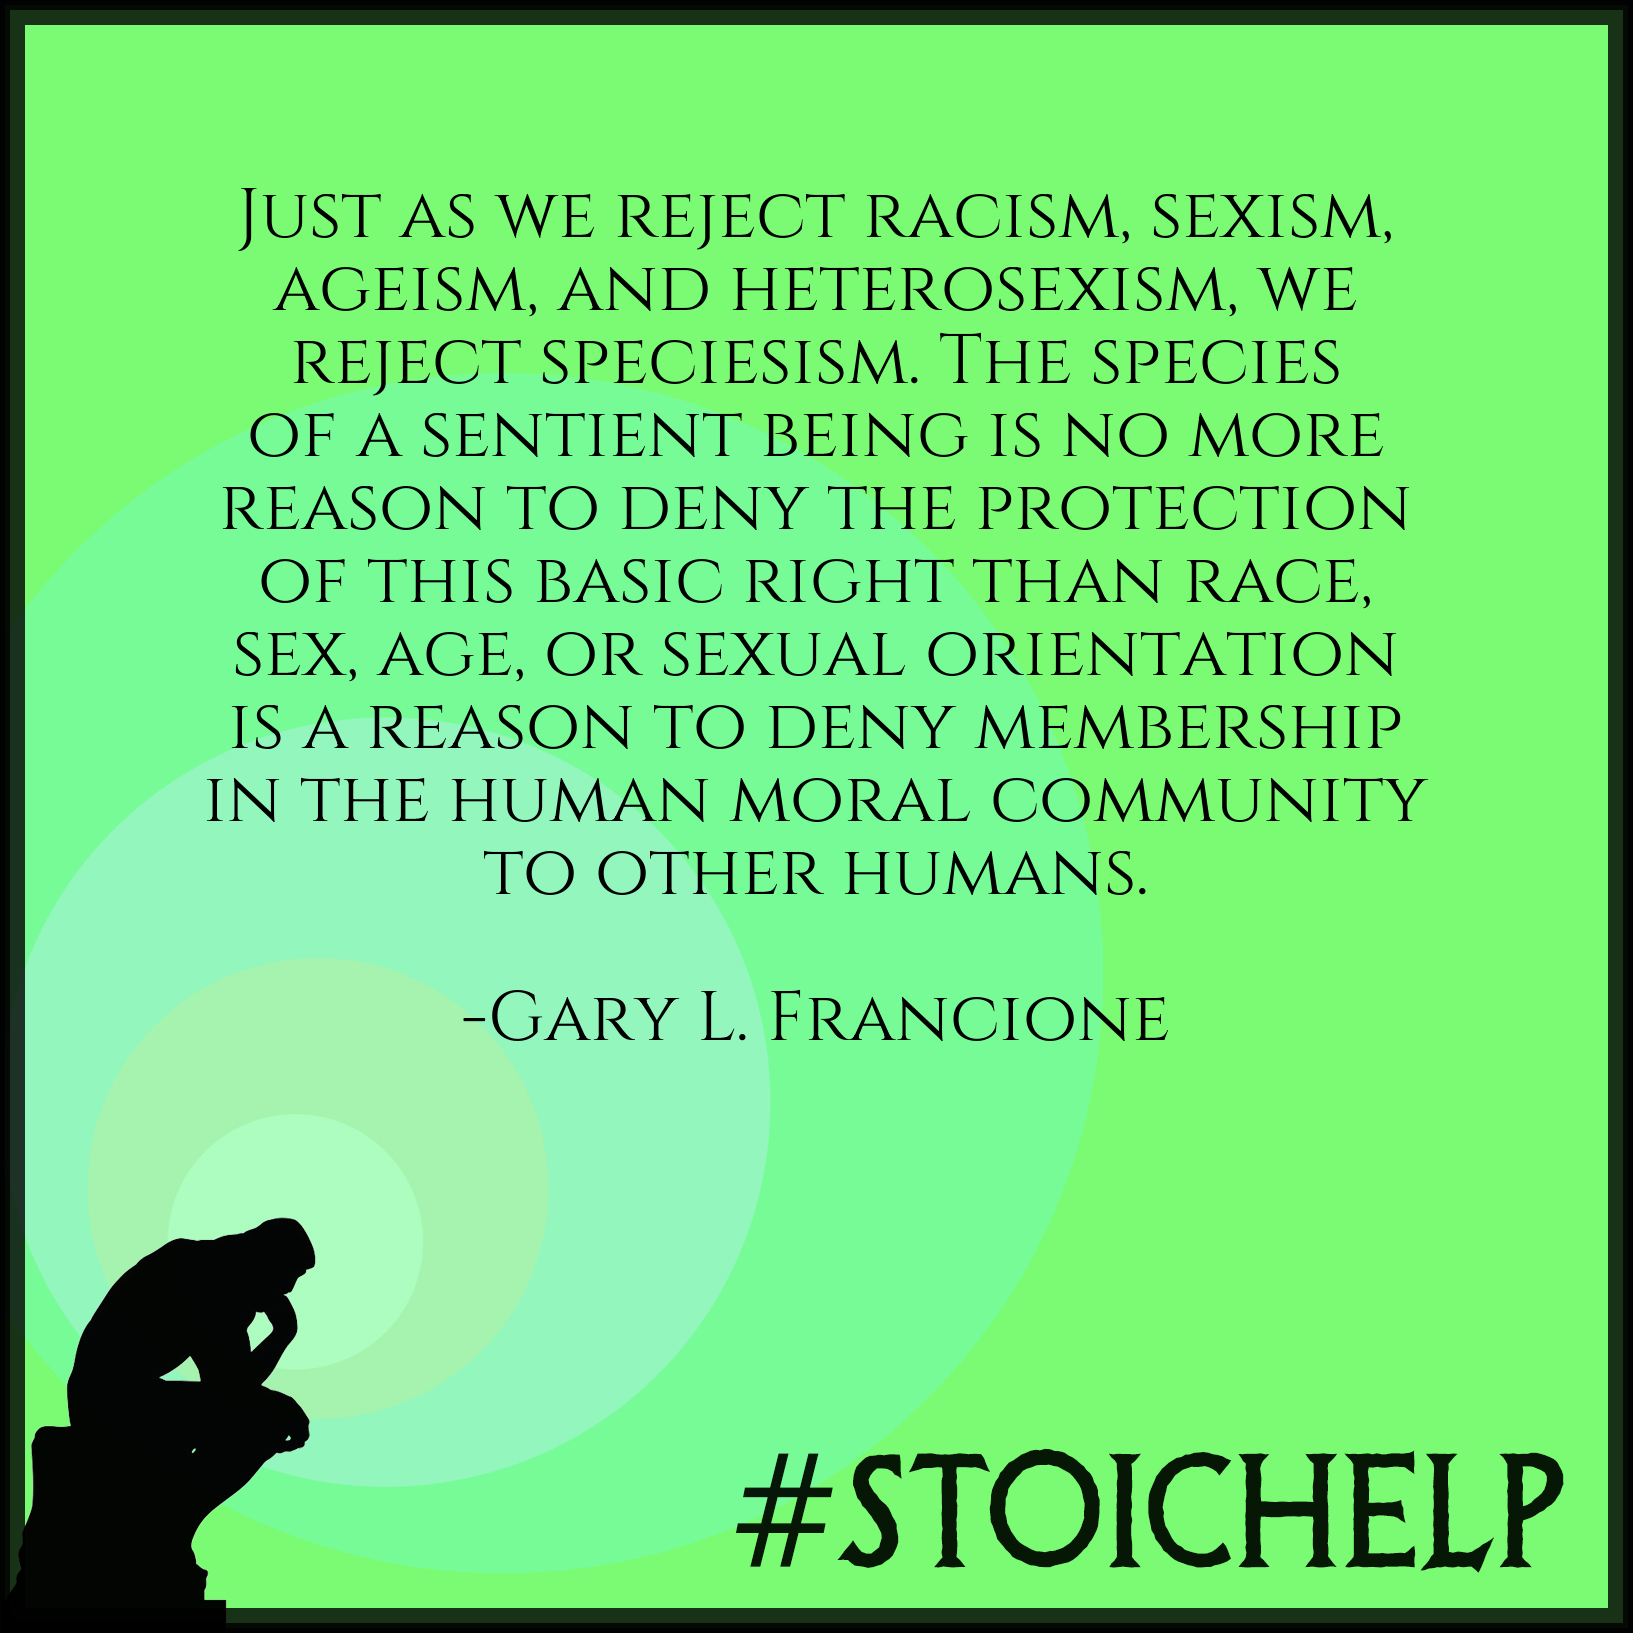 Just as we reject racism, sexism,
ageism, and heterosexism, we
reject speciesism. The species
of a sentient being is no more
reason to deny the protection
of this basic right than race,
sex, age, or sexual orientation
is a reason to deny membership
in the human moral community
to other humans.
-Gary L. Francione
#STOICHELP